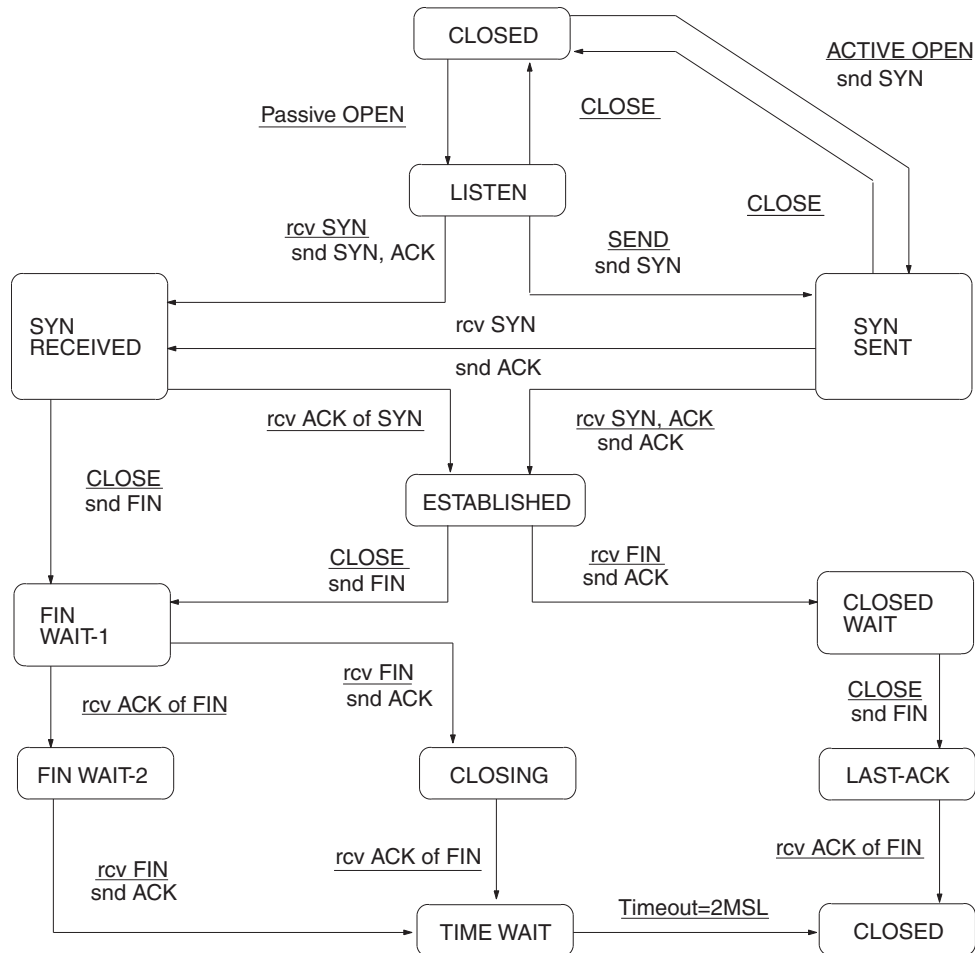 CLOSED
ACTIVE OPEN
snd SYN
Passive OPEN
CLOSE
LISTEN
CLOSE
rcv SYN
snd SYN, ACK
SEND
snd SYN
SYN
RECEIVED
rcv SYN
snd ACK
SYN
SENT
rcv ACK of SYN
rcv SYN, ACK
snd ACK
CLOSE
snd FIN
ESTABLISHED
CLOSE
snd FIN
rcv FIN
snd ACK
FIN
WAIT-1
CLOSED
WAIT
rcv ACK of FIN
rcv FIN
snd ACK
CLOSE
snd FIN
FIN WAIT-2
CLOSING
LAST-ACK
rcv FIN
snd ACK
rcv ACK of FIN
rcv ACK of FIN
TIME WAIT
Timeout=2MSL
CLOSED